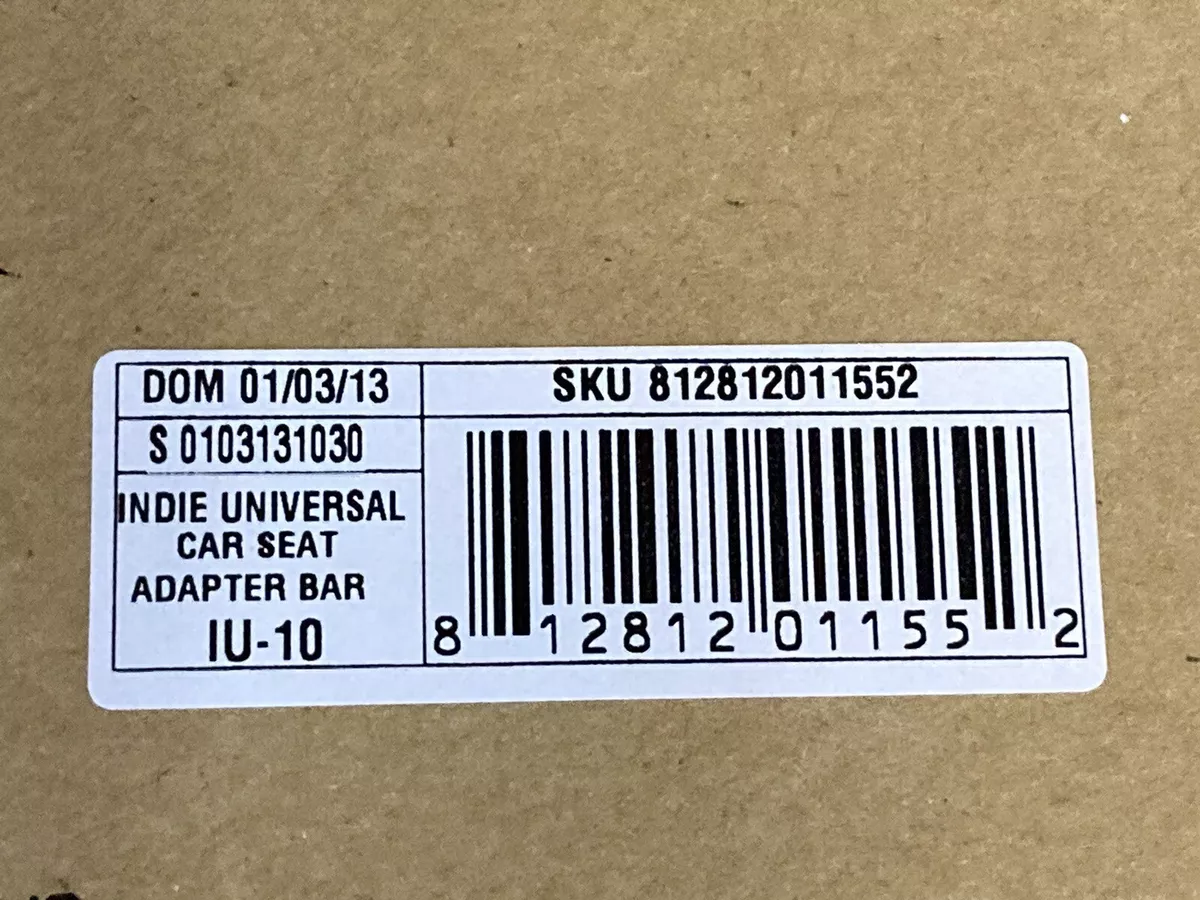 DOM 01/03/13
SKU 812812011552
S 0103131030
INDIE UNIVERSAL
CAR SEAT
ADAPTER BAR
IU-10
8 12812 01155 2